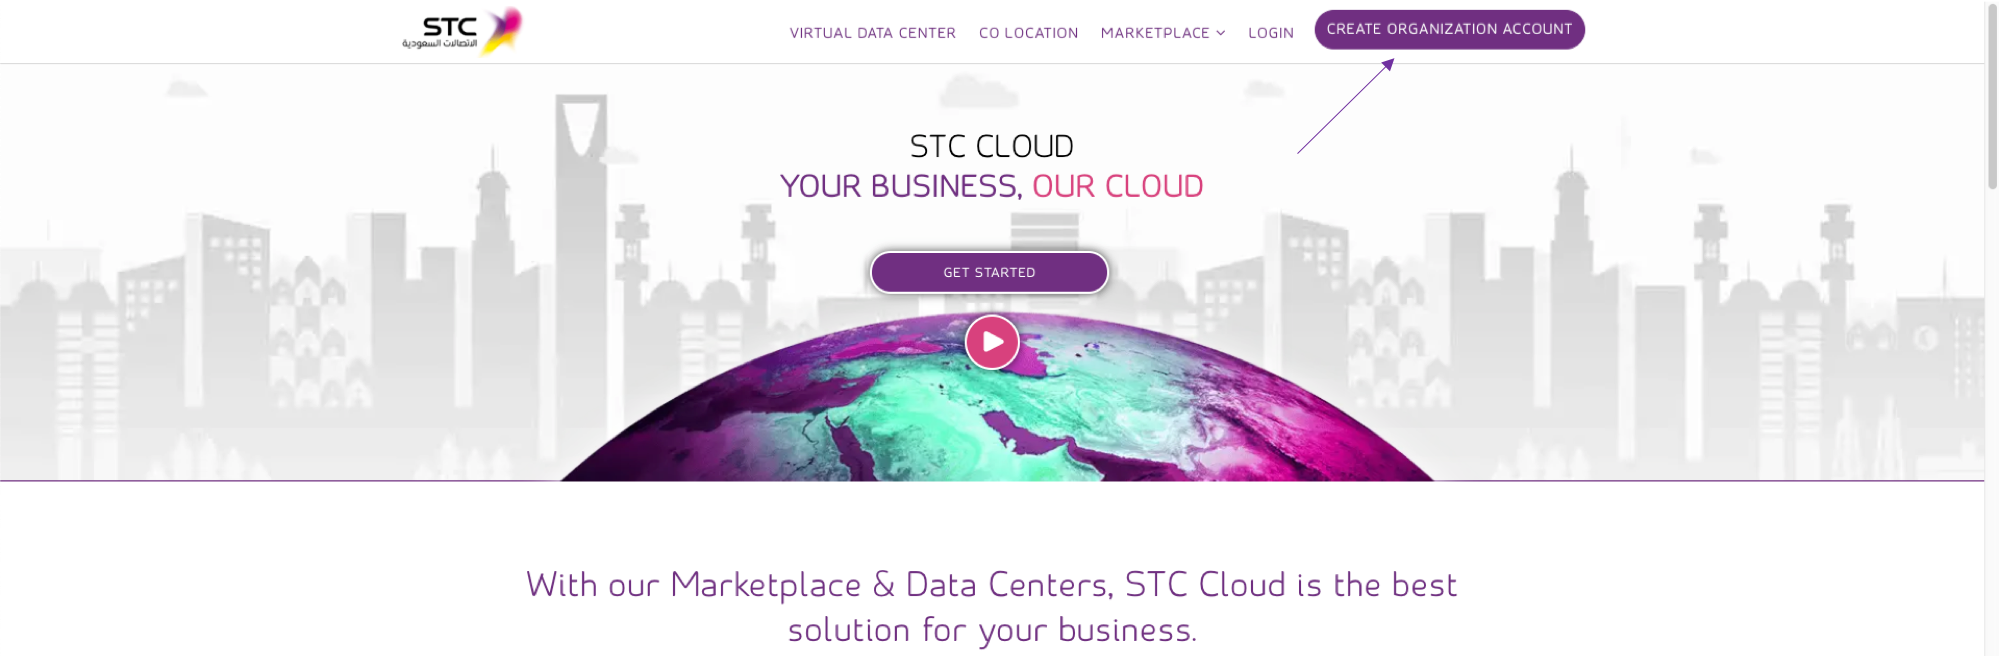 STC
الاتصالات السعودية
VIRTUAL DATA CENTER
CO LOCATION
MARKETPLACE
LOGIN
CREATE ORGANIZATION ACCOUNT
STC CLOUD
YOUR BUSINESS, OUR CLOUD
GET STARTED
With our Marketplace & Data Centers, STC Cloud is the best
solution for your business.